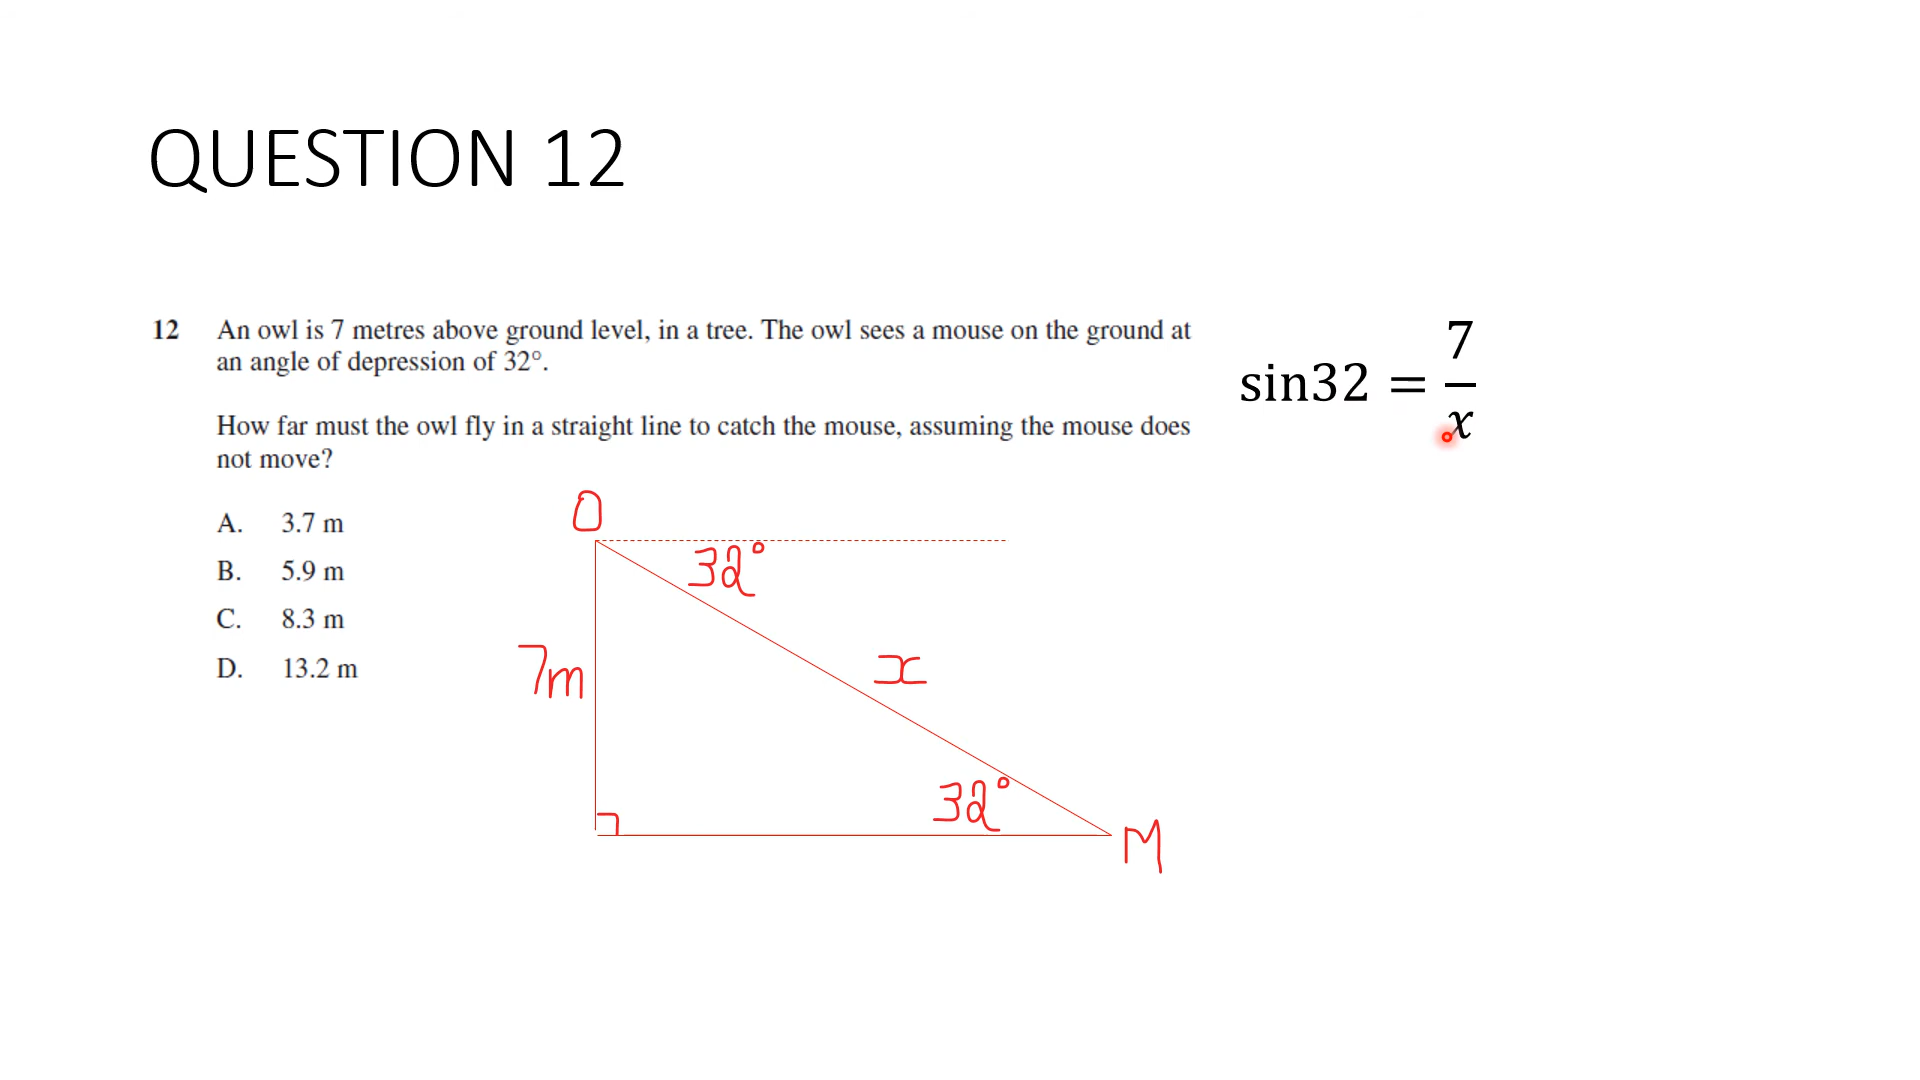 QUESTION 12
12 An owl is 7 metres above ground level, in a tree. The owl sees a mouse on the ground at
an angle of depression of 32°.
How far must the owl fly in a straight line to catch the mouse, assuming the mouse does
not move?
A. 3.7 m
B. 5.9 m
C. 8.3 m
D. 13.2 m
sin32 = 7/x
O
32°
7m
x
32°
M